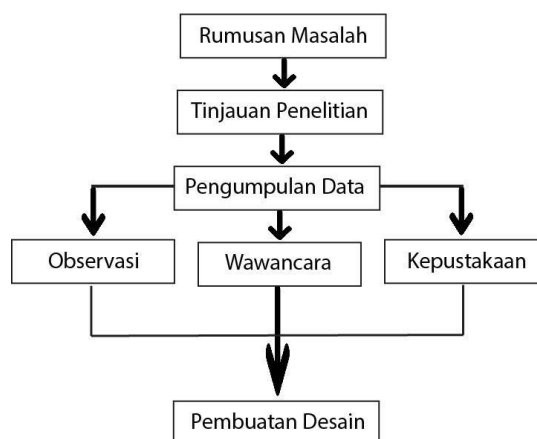 Rumusan Masalah
Tinjauan Penelitian
Pengumpulan Data
Observasi
Wawancara
Kepustakaan
Pembuatan Desain